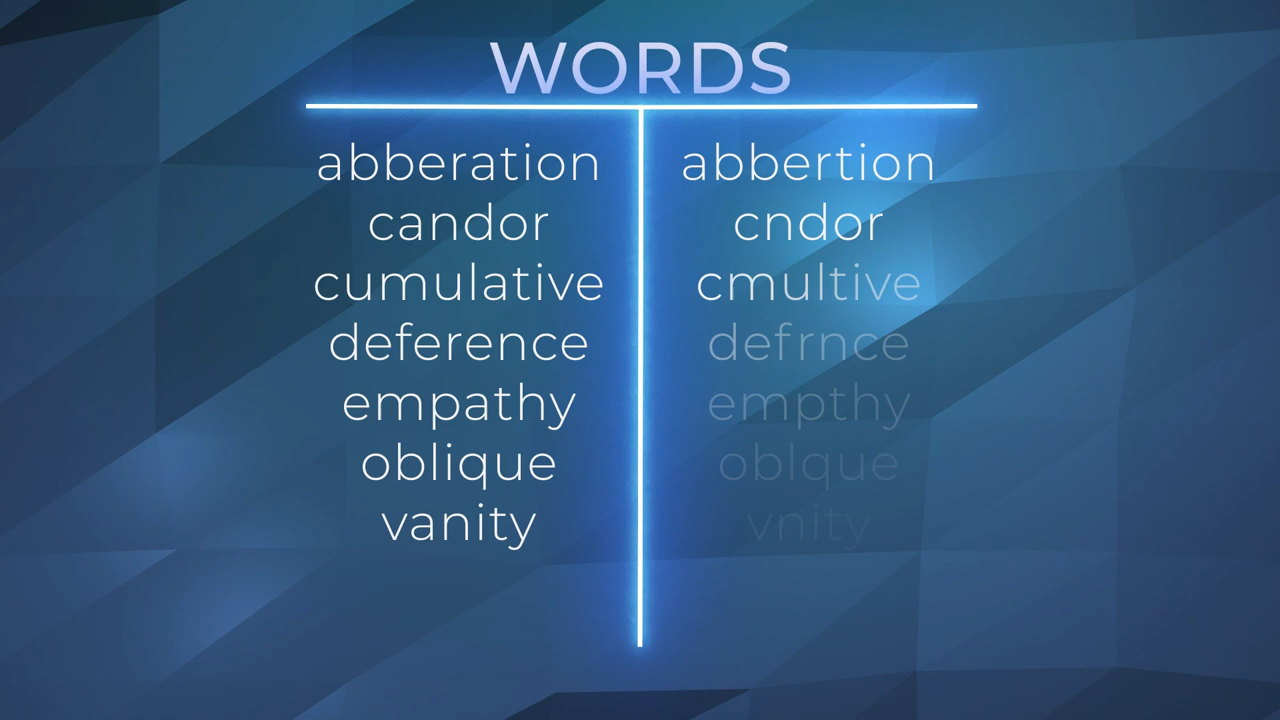 WORDS
abberation abbertion
candor cndor
cumulative cmultive
deference defrnce
empathy empthy
oblique oblque
vanity vnity